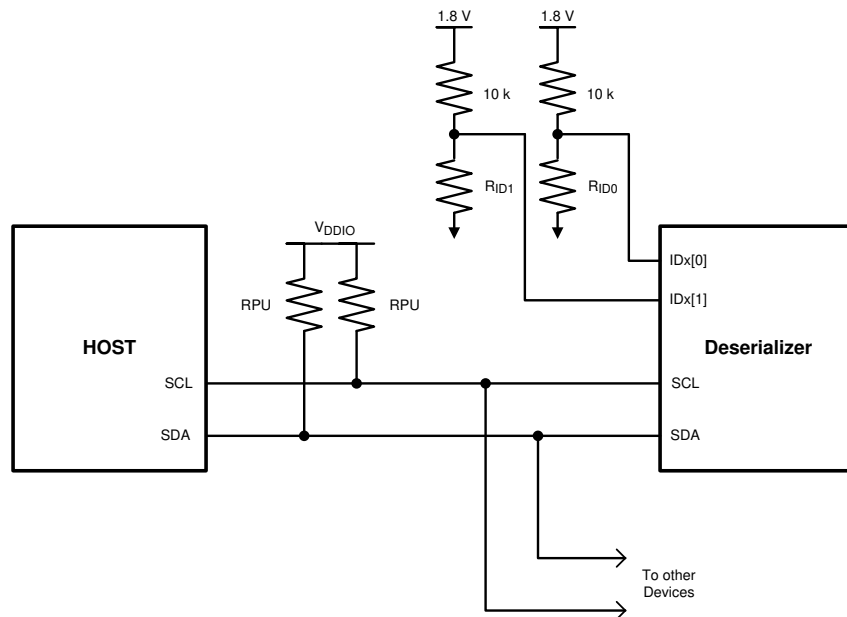 1.8 V
1.8 V
10 k
10 k
RID1
RID0
VDDIO
RPU
RPU
IDx[0]
IDx[1]
HOST
Deserializer
SCL
SCL
SDA
SDA
To other
Devices